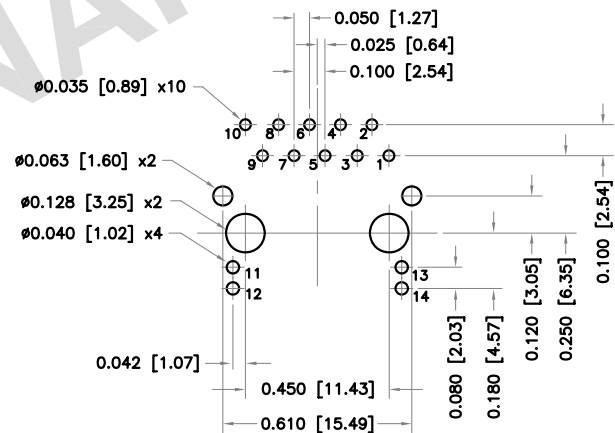 NAR
0.050 [1.27]
0.025 [0.64]
0.100 [2.54]
ø0.035 [0.89] x10
10 8 6 4 2
9 7 5 3 1
ø0.063 [1.60] x2
ø0.128 [3.25] x2
ø0.040 [1.02] x4
11 13
12 14
0.100 [2.54]
0.250 [6.35]
0.120 [3.05]
0.180 [4.57]
0.080 [2.03]
0.042 [1.07]
0.450 [11.43]
0.610 [15.49]